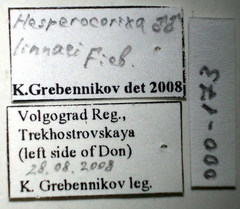 Hesperocorixa ♂♂
linnaei Fieb.
K.Grebennikov det 2008
Volgograd Reg.,
Trekhostrovskaya
(left side of Don)
28.08.2008
K. Grebennikov leg.
000-173